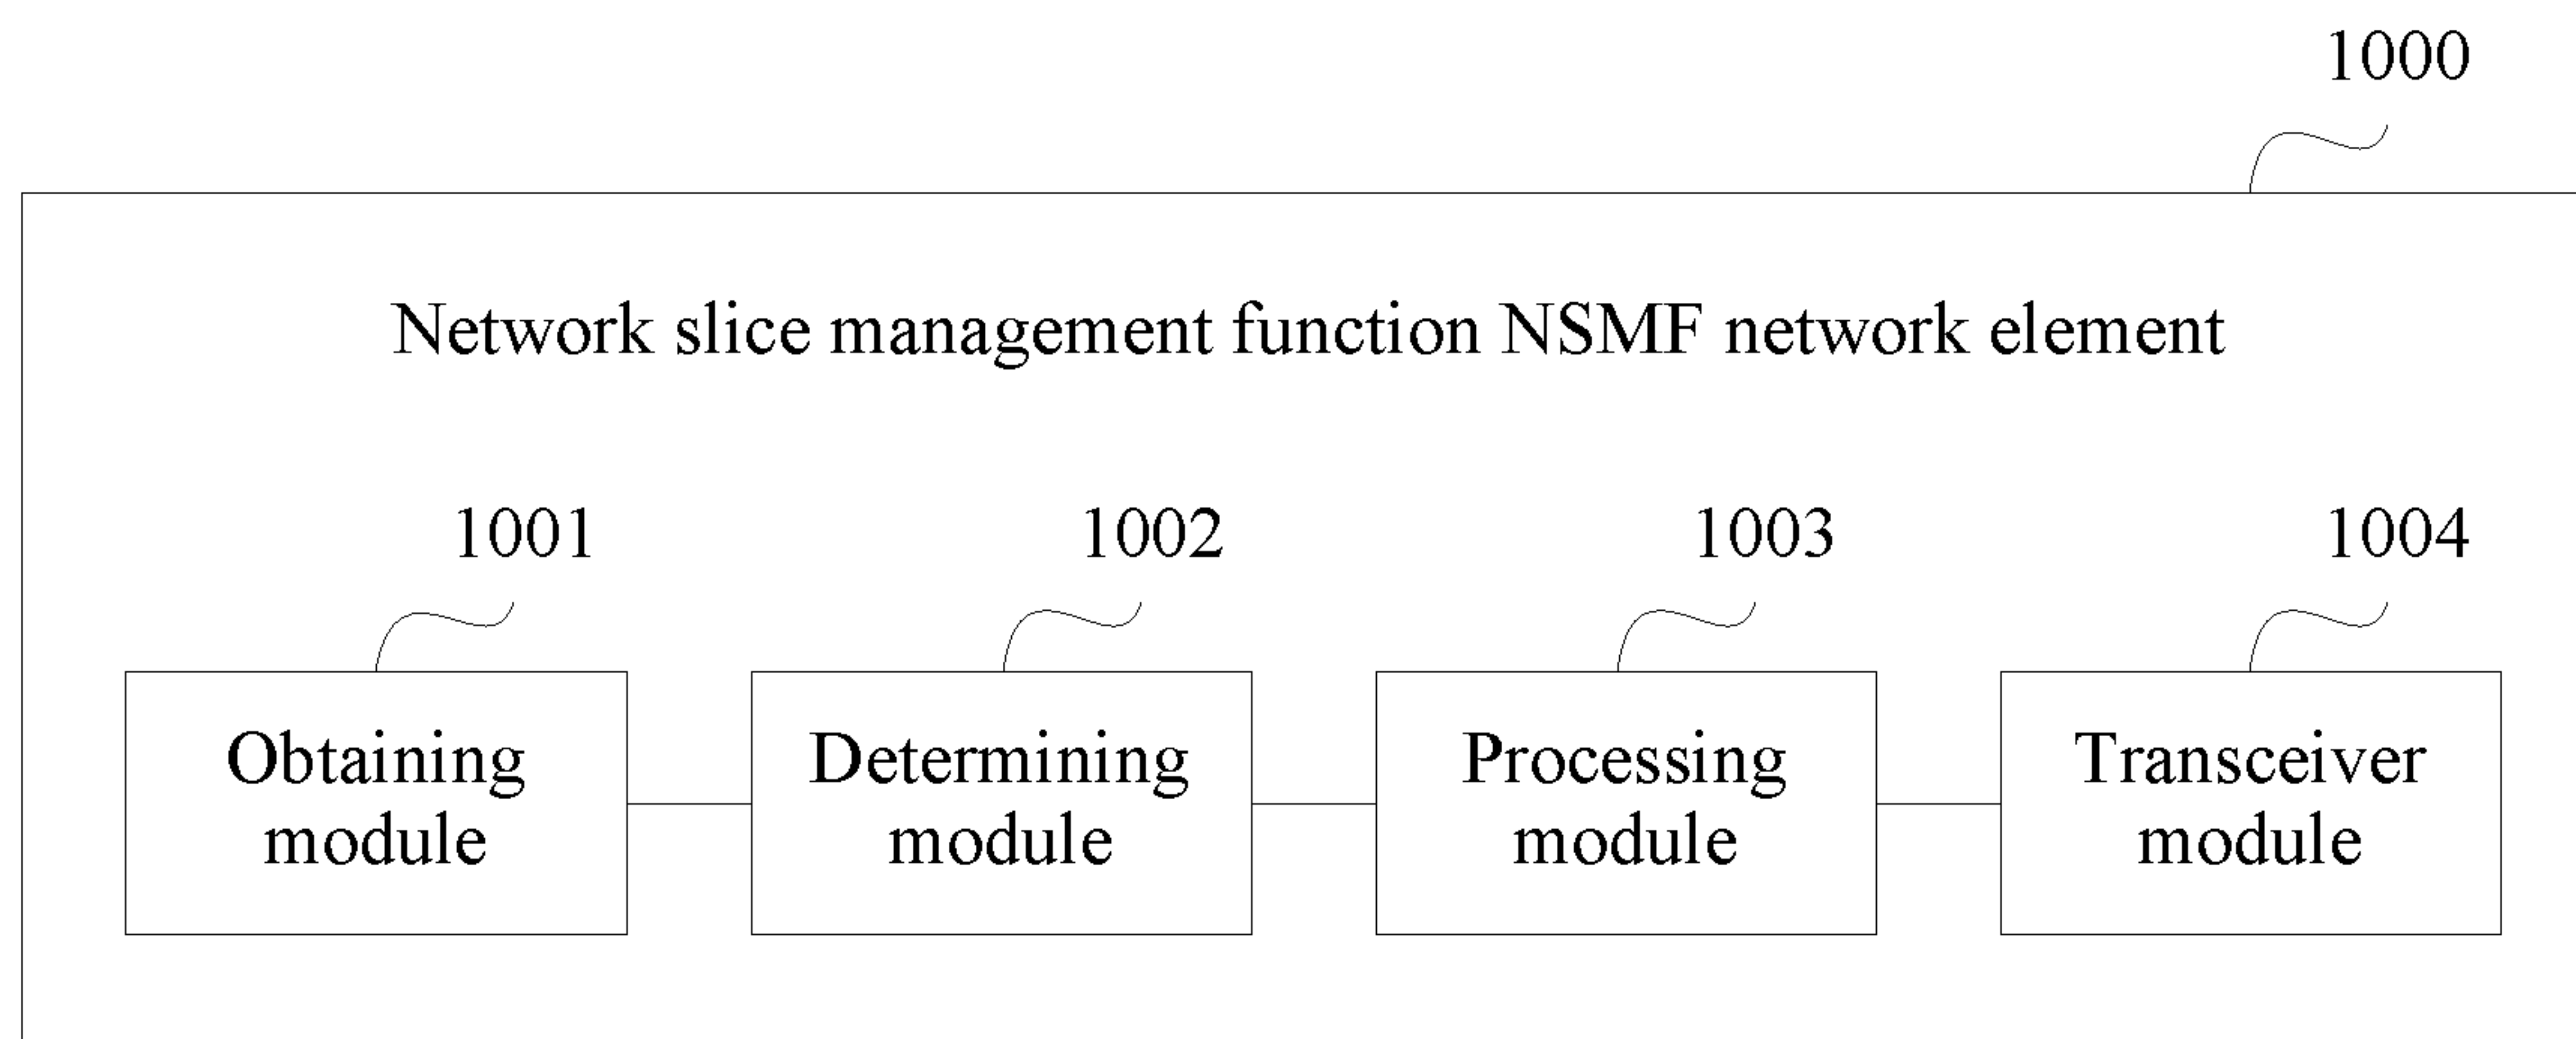 1000
Network slice management function NSMF network element
1001
1002
1003
1004
Obtaining
module
Determining
module
Processing
module
Transceiver
module